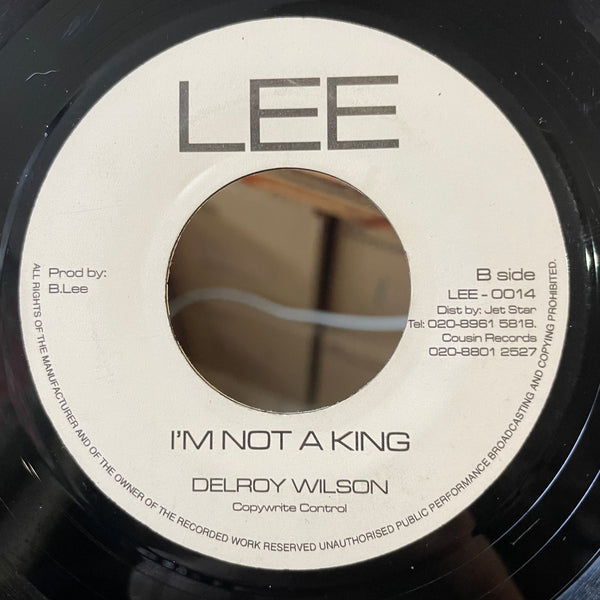 LEE
Prod by:
B.Lee
B side
LEE - 0014
Dist by: Jet Star
Tel: 020-8961 5818.
Cousin Records
020-8801 2527
I'M NOT A KING
DELROY WILSON
Copywrite Control
ALL RIGHTS OF THE MANUFACTURER AND OF THE OWNER OF THE RECORDED WORK RESERVED UNAUTHORISED PUBLIC PERFORMANCE BROADCASTING AND COPYING PROHIBITED.